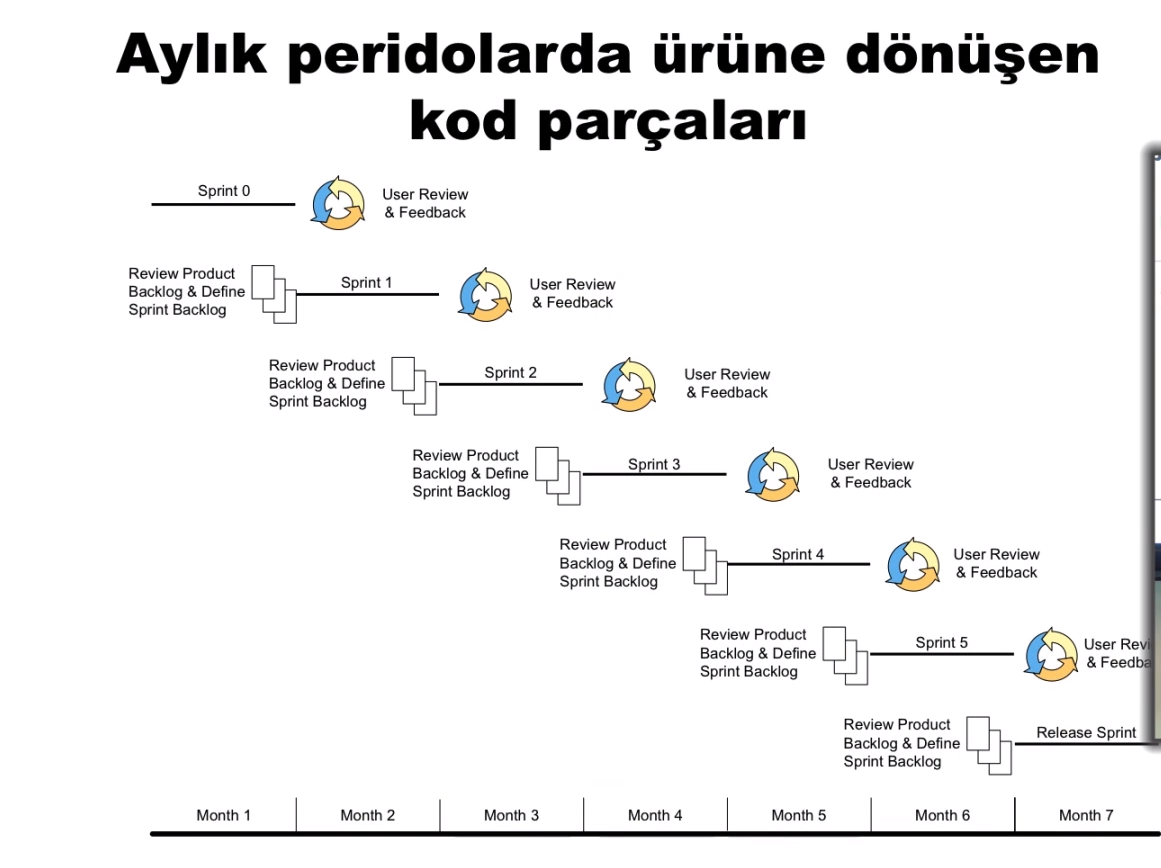 Aylık peridolarda ürüne dönüşen
kod parçaları
Sprint 0
User Review
& Feedback
Review Product
Backlog & Define
Sprint Backlog
Sprint 1
User Review
& Feedback
Review Product
Backlog & Define
Sprint Backlog
Sprint 2
User Review
& Feedback
Review Product
Backlog & Define
Sprint Backlog
Sprint 3
User Review
& Feedback
Review Product
Backlog & Define
Sprint Backlog
Sprint 4
User Review
& Feedback
Review Product
Backlog & Define
Sprint Backlog
Sprint 5
User Revi
& Feedba
Review Product
Backlog & Define
Sprint Backlog
Release Sprint
Month 1
Month 2
Month 3
Month 4
Month 5
Month 6
Month 7